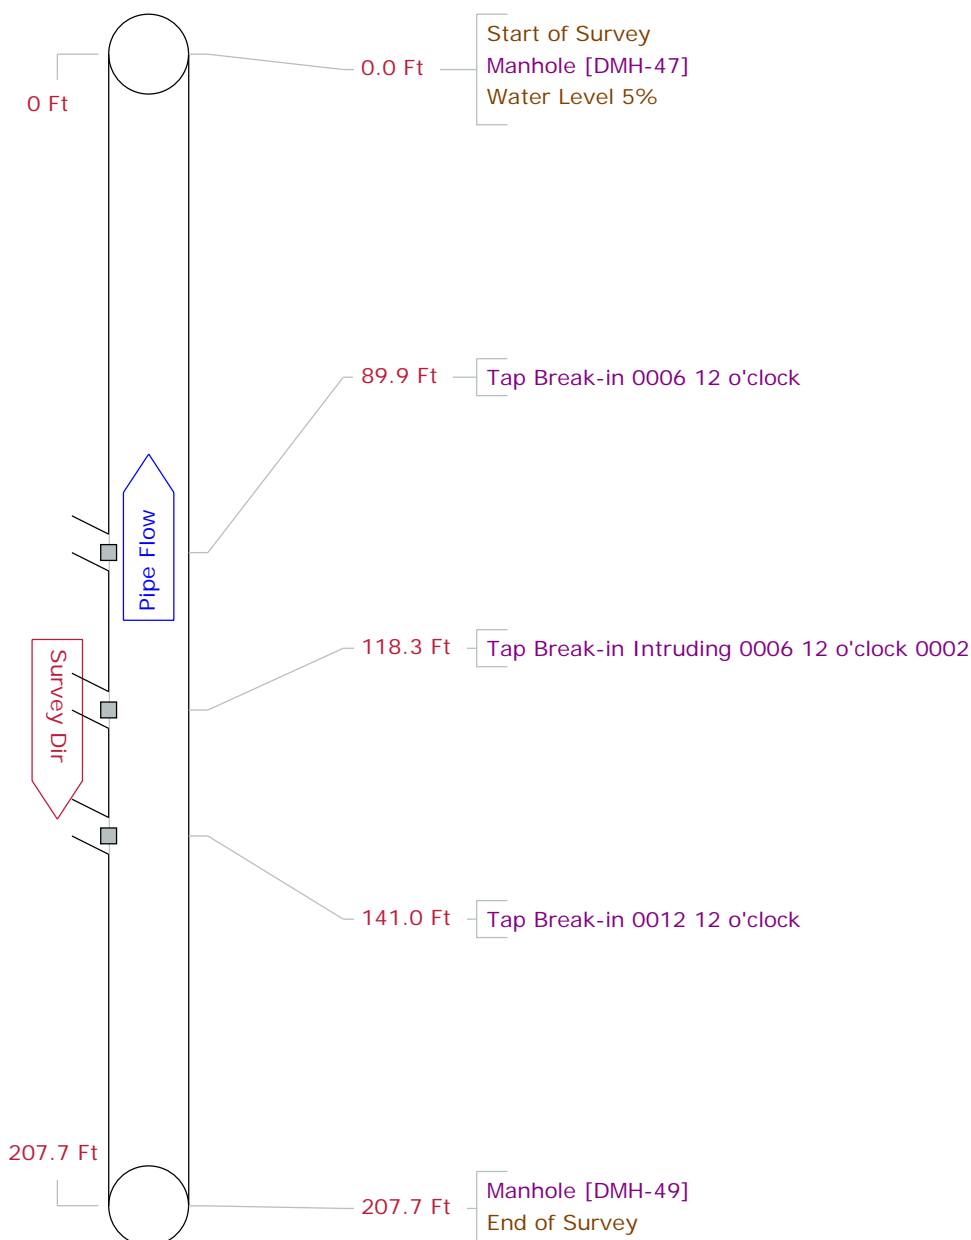 Start of Survey
0.0 Ft
Manhole [DMH-47]
Water Level 5%
0 Ft
89.9 Ft
Tap Break-in 0006 12 o'clock
Pipe Flow
118.3 Ft
Tap Break-in Intruding 0006 12 o'clock 0002
Survey Dir
141.0 Ft
Tap Break-in 0012 12 o'clock
207.7 Ft
207.7 Ft
Manhole [DMH-49]
End of Survey